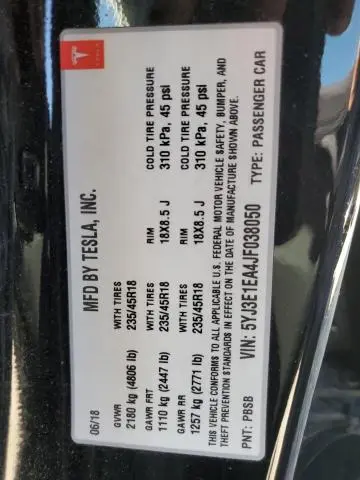 06/18 MFD BY TESLA, INC. TESLA
GVWR WITH TIRES RIM COLD TIRE PRESSURE
2180 kg (4806 lb) 235/45R18 18X8.5 J 310 kPa, 45 psi
GAWR FRT WITH TIRES RIM COLD TIRE PRESSURE
1110 kg (2447 lb) 235/45R18 18X8.5 J 310 kPa, 45 psi
GAWR RR
1257 kg (2771 lb) 235/45R18
THIS VEHICLE CONFORMS TO ALL APPLICABLE U.S. FEDERAL MOTOR VEHICLE SAFETY, BUMPER, AND
THEFT PREVENTION STANDARDS IN EFFECT ON THE DATE OF MANUFACTURE SHOWN ABOVE.
PNT: PBSB VIN: 5YJ3E1EA4JF038050 TYPE: PASSENGER CAR